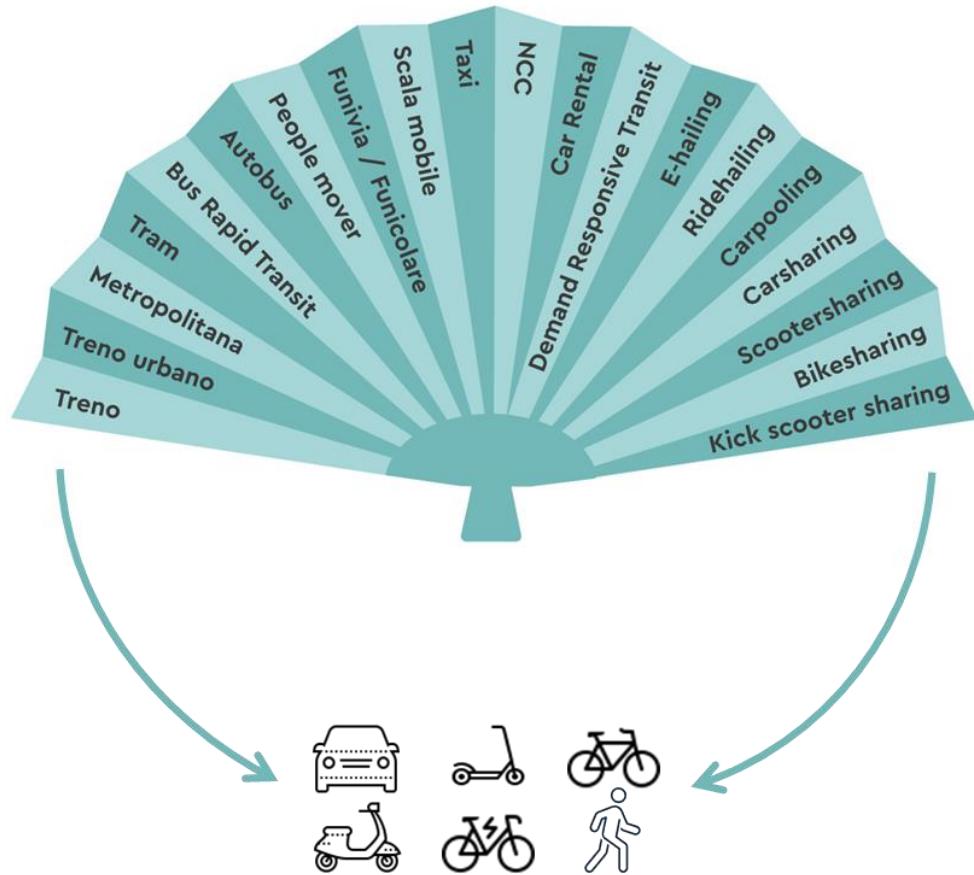 Treno
Treno urbano
Metropolitana
Tram
Bus Rapid Transit
Autobus
People mover
Funivia / Funicolare
Scala mobile
Taxi
NCC
Car Rental
Demand Responsive Transit
E-hailing
Ridehailing
Carpooling
Carsharing
Scootersharing
Bikesharing
Kick scooter sharing